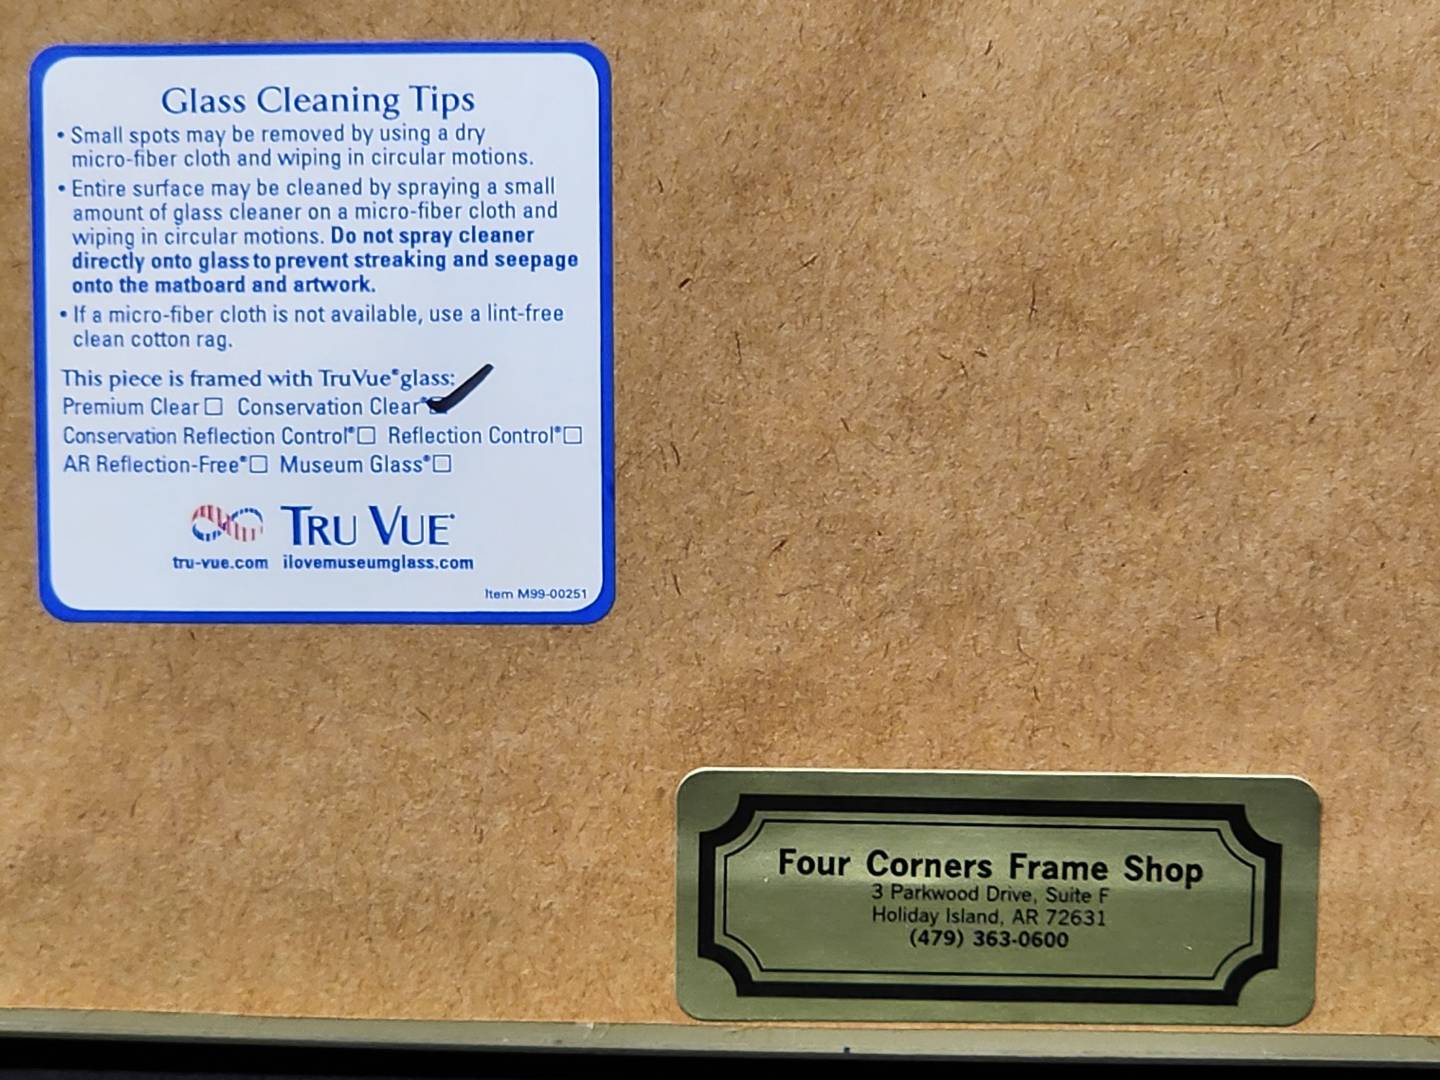 Glass Cleaning Tips
• Small spots may be removed by using a dry
micro-fiber cloth and wiping in circular motions.
• Entire surface may be cleaned by spraying a small
amount of glass cleaner on a micro-fiber cloth and
wiping in circular motions. Do not spray cleaner
directly onto glass to prevent streaking and seepage
onto the matboard and artwork.
• If a micro-fiber cloth is not available, use a lint-free
clean cotton rag.
This piece is framed with Tru Vue® glass:
Premium Clear □ Conservation Clear® ☑
Conservation Reflection Control® □ Reflection Control® □
AR Reflection-Free® □ Museum Glass® □
TRU VUE®
tru-vue.com ilovemuseumglass.com
Item M99-00251
Four Corners Frame Shop
3 Parkwood Drive, Suite F
Holiday Island, AR 72631
(479) 363-0600